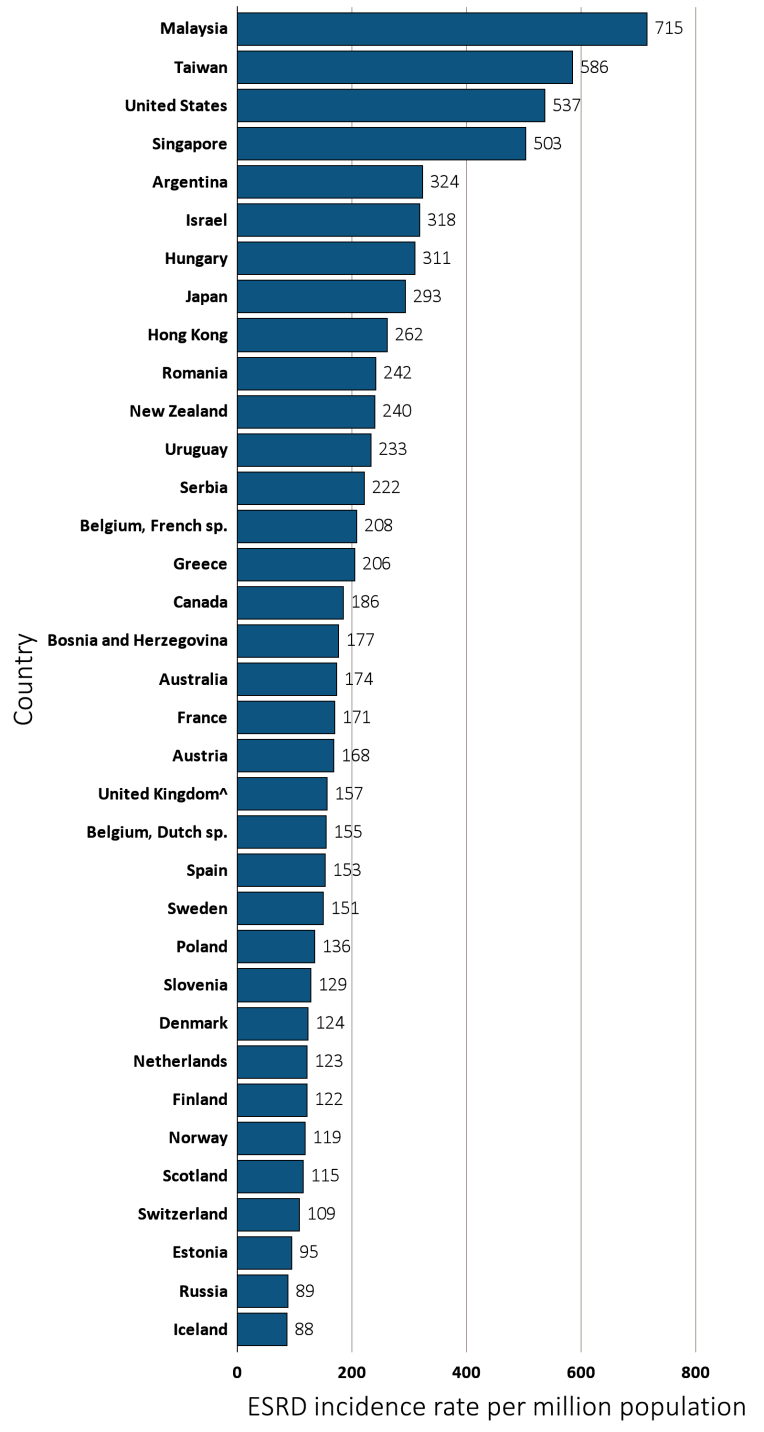 Country
Malaysia 715
Taiwan 586
United States 537
Singapore 503
Argentina 324
Israel 318
Hungary 311
Japan 293
Hong Kong 262
Romania 242
New Zealand 240
Uruguay 233
Serbia 222
Belgium, French sp. 208
Greece 206
Canada 186
Bosnia and Herzegovina 177
Australia 174
France 171
Austria 168
United Kingdom^ 157
Belgium, Dutch sp. 155
Spain 153
Sweden 151
Poland 136
Slovenia 129
Denmark 124
Netherlands 123
Finland 122
Norway 119
Scotland 115
Switzerland 109
Estonia 95
Russia 89
Iceland 88
0 200 400 600 800
ESRD incidence rate per million population